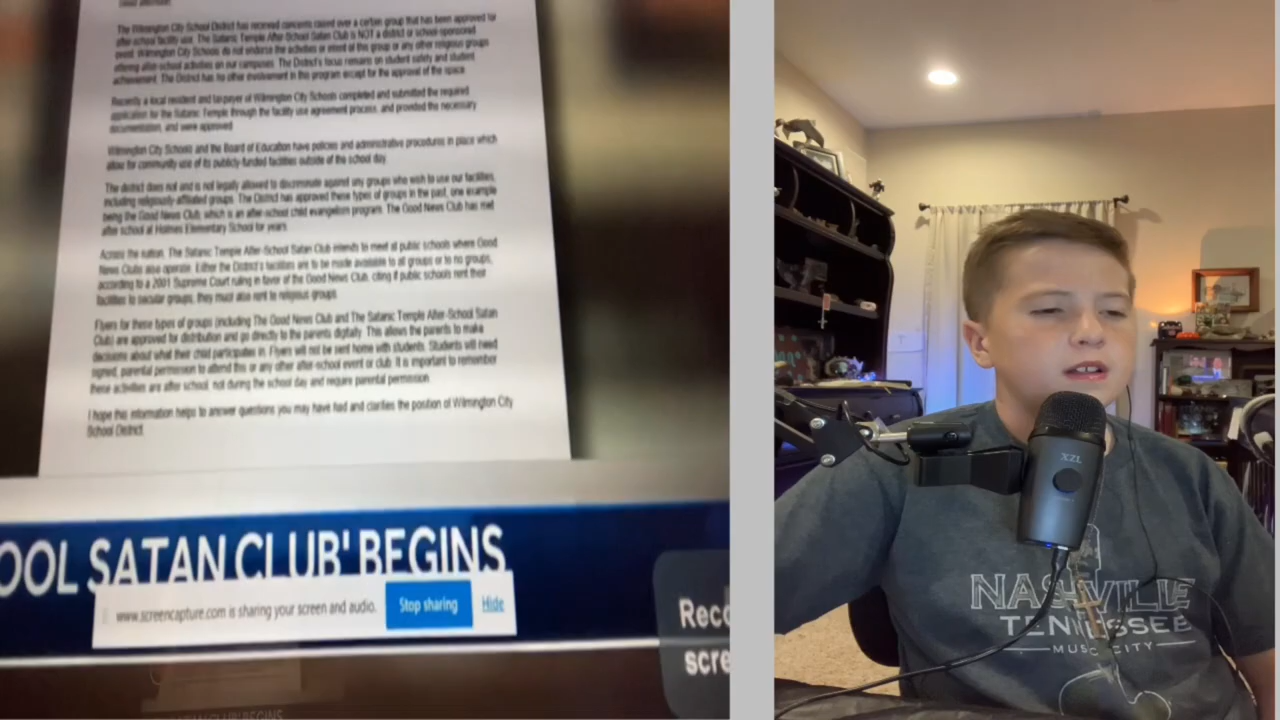 The Wilmington City School District has received concerns raised over a certain group that has been approved for
after-school facility use. The Satanic Temple After-School Satan Club is NOT a district or school-sponsored
event. Wilmington City Schools do not endorse the activities or intent of this group or any other religious groups
offering after-school activities on our campuses. The District's focus remains on student safety and student
achievement. The District has no other involvement in this program except for the approval of the space.
Recently a local resident and taxpayer of Wilmington City Schools completed and submitted the required
application for the Satanic Temple through the facility use agreement process, and provided the necessary
documentation, and were approved.
Wilmington City Schools and the Board of Education have policies and administrative procedures in place which
allow for community use of its publicly-funded facilities outside of the school day.
The district does not and is not legally allowed to discriminate against any groups who wish to use our facilities,
including religiously-affiliated groups. The District has approved these types of groups in the past, one example
being the Good News Club, which is an after-school child evangelism program. The Good News Club has met
after school at Holmes Elementary School for years.
Across the nation, The Satanic Temple After-School Satan Club intends to meet at public schools where Good
News Clubs also operate. Either the District's facilities are to be made available to all groups or to no groups,
according to a 2001 Supreme Court ruling in favor of the Good News Club, citing if public schools rent their
facilities to secular groups, they must also rent to religious groups.
Flyers for these types of groups (including The Good News Club and The Satanic Temple After-School Satan
Club) are approved for distribution and go directly to the parents digitally. This allows the parents to make
decisions about what their child participates in. Flyers will not be sent home with students. Students will need
signed, parental permission to attend this or any other after-school event or club. It is important to remember
these activities are after school, not during the school day and require parental permission.
I hope this information helps to answer questions you may have had and clarifies the position of Wilmington City
School District.
OOL SATAN CLUB' BEGINS
www.screencapture.com is sharing your screen and audio.
Stop sharing
Hide
Reco
scre
XZL
NASHVILLE
TENNESSEE
MUSIC CITY